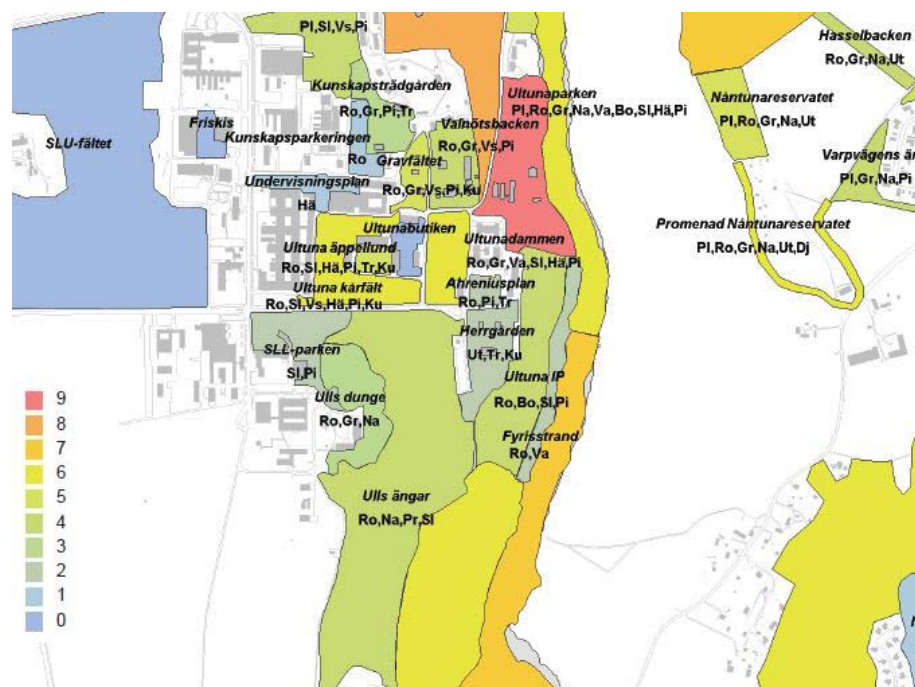 Pl,Sl,Vs,Pi
Hasselbacken
Ro,Gr,Na,Ut
Kunskapsträdgården
Ro,Gr,Pi,Tr
Ultunaparken
Pl,Ro,Gr,Na,Va,Bo,Sl,Hä,Pi
Nåntunareservatet
Pl,Ro,Gr,Na,Ut
Friskis
Kunskapsparkeringen
Ro
Valnötsbacken
Ro,Gr,Vs,Pi
SLU-fältet
Gravfältet
Ro,Gr,Vs,Pi,Ku
Varpvägens än
Pl,Gr,Na,Pi
Undervisningsplan
Hä
Ultunabutiken
Promenad Nåntunareservatet
Pl,Ro,Gr,Na,Ut,Dj
Ultuna äppellund
Ro,Sl,Hä,Pi,Tr,Ku
Ultunadammen
Ro,Gr,Va,Sl,Hä,Pi
Ultuna kärfält
Ro,Sl,Vs,Hä,Pi,Ku
Ahreniusplan
Ro,Pi,Tr
SLL-parken
Sl,Pi
Herrgården
Ut,Tr,Ku
Ulls dunge
Ro,Gr,Na
Ultuna IP
Ro,Bo,Sl,Pi
Fyrisstrand
Ro,Va
Ulls ängar
Ro,Na,Pr,Sl
9
8
7
6
5
4
3
2
1
0